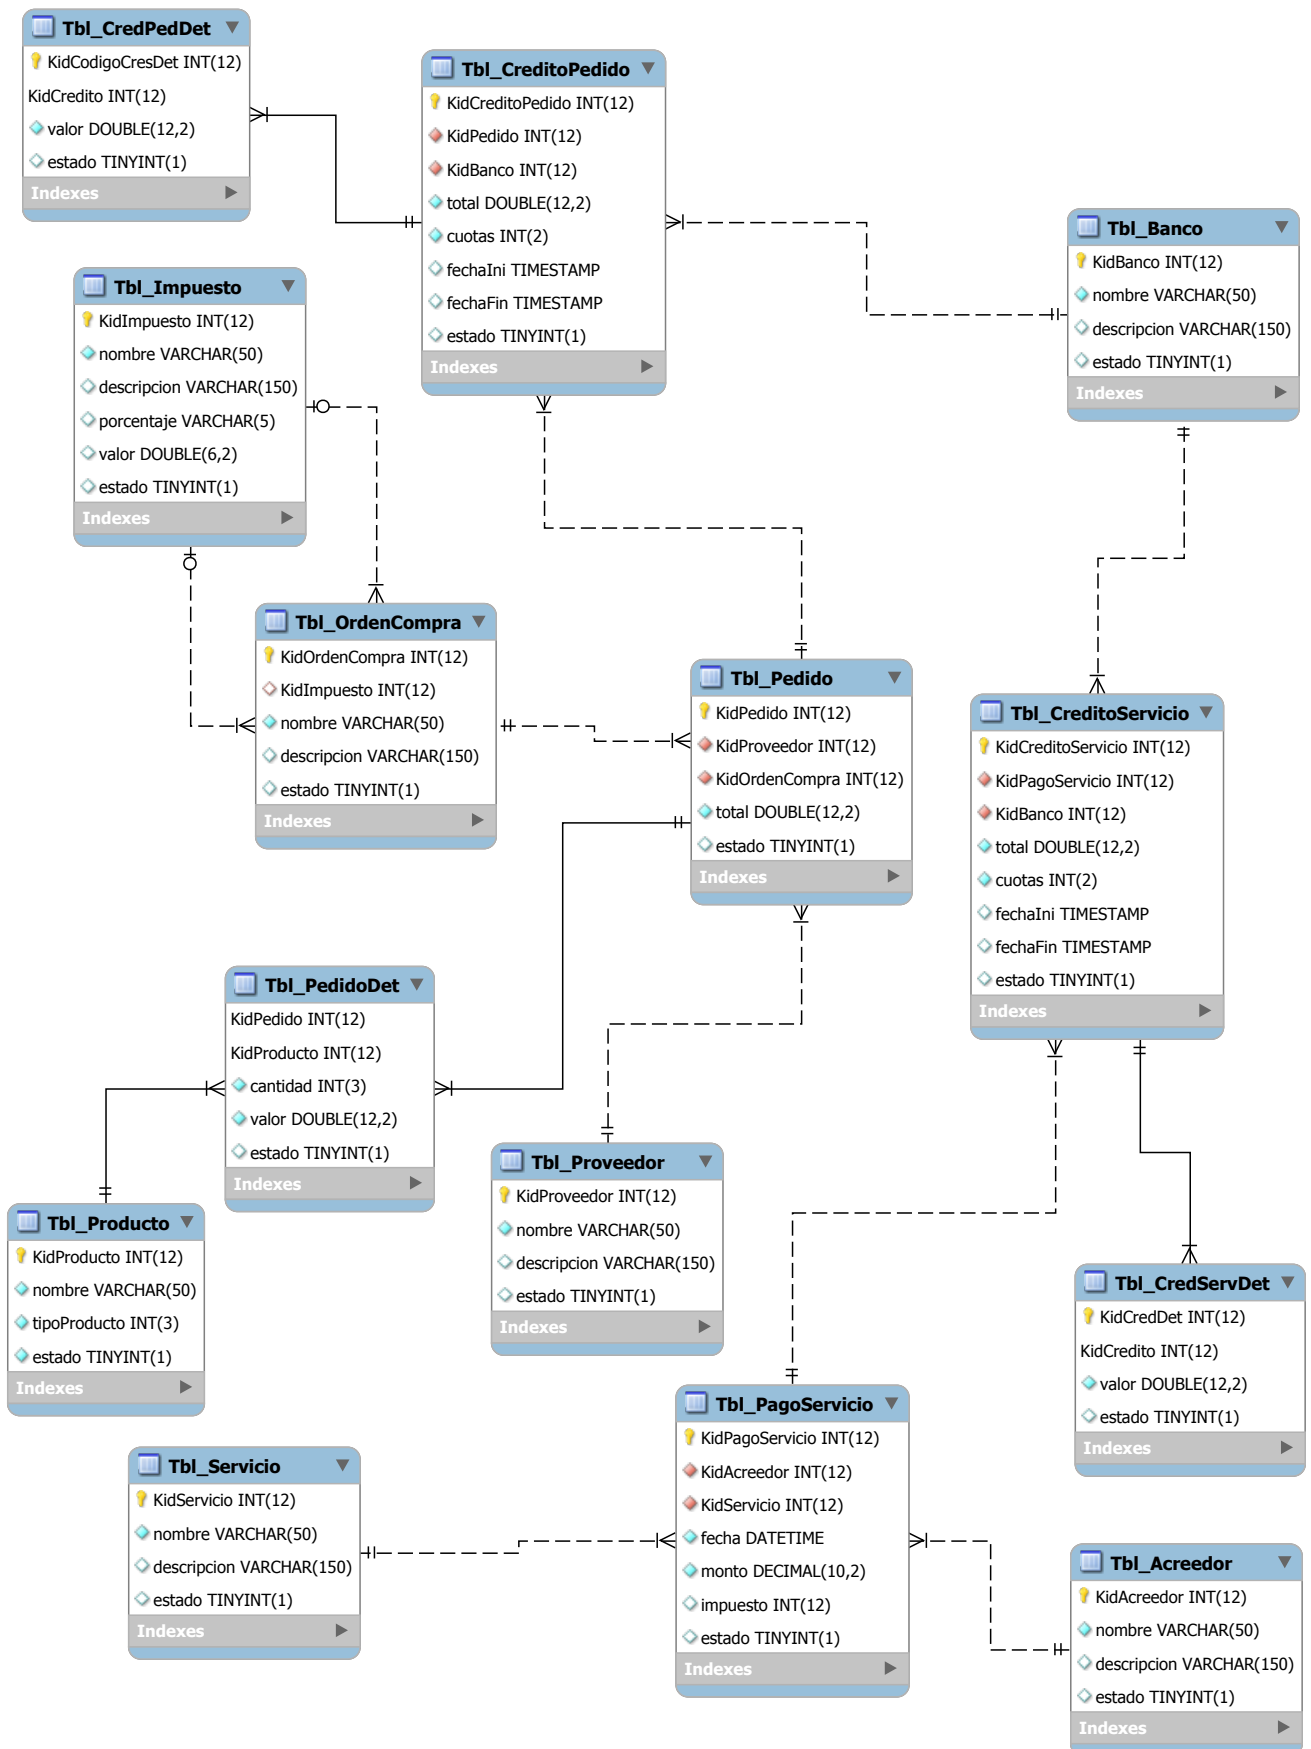 Tbl_CredPedDet
KidCodigoCresDet INT(12)
KidCredito INT(12)
valor DOUBLE(12,2)
estado TINYINT(1)
Indexes
Tbl_CreditoPedido
KidCreditoPedido INT(12)
KidPedido INT(12)
KidBanco INT(12)
total DOUBLE(12,2)
cuotas INT(2)
fechaIni TIMESTAMP
fechaFin TIMESTAMP
estado TINYINT(1)
Indexes
Tbl_Banco
KidBanco INT(12)
nombre VARCHAR(50)
descripcion VARCHAR(150)
estado TINYINT(1)
Indexes
Tbl_Impuesto
KidImpuesto INT(12)
nombre VARCHAR(50)
descripcion VARCHAR(150)
porcentaje VARCHAR(5)
valor DOUBLE(6,2)
estado TINYINT(1)
Indexes
Tbl_OrdenCompra
KidOrdenCompra INT(12)
KidImpuesto INT(12)
nombre VARCHAR(50)
descripcion VARCHAR(150)
estado TINYINT(1)
Indexes
Tbl_Pedido
KidPedido INT(12)
KidProveedor INT(12)
KidOrdenCompra INT(12)
total DOUBLE(12,2)
estado TINYINT(1)
Indexes
Tbl_CreditoServicio
KidCreditoServicio INT(12)
KidPagoServicio INT(12)
KidBanco INT(12)
total DOUBLE(12,2)
cuotas INT(2)
fechaIni TIMESTAMP
fechaFin TIMESTAMP
estado TINYINT(1)
Indexes
Tbl_PedidoDet
KidPedido INT(12)
KidProducto INT(12)
cantidad INT(3)
valor DOUBLE(12,2)
estado TINYINT(1)
Indexes
Tbl_Proveedor
KidProveedor INT(12)
nombre VARCHAR(50)
descripcion VARCHAR(150)
estado TINYINT(1)
Indexes
Tbl_Producto
KidProducto INT(12)
nombre VARCHAR(50)
tipoProducto INT(3)
estado TINYINT(1)
Indexes
Tbl_CredServDet
KidCredDet INT(12)
KidCredito INT(12)
valor DOUBLE(12,2)
estado TINYINT(1)
Indexes
Tbl_PagoServicio
KidPagoServicio INT(12)
KidAcreedor INT(12)
KidServicio INT(12)
fecha DATETIME
monto DECIMAL(10,2)
impuesto INT(12)
estado TINYINT(1)
Indexes
Tbl_Servicio
KidServicio INT(12)
nombre VARCHAR(50)
descripcion VARCHAR(150)
estado TINYINT(1)
Indexes
Tbl_Acreedor
KidAcreedor INT(12)
nombre VARCHAR(50)
descripcion VARCHAR(150)
estado TINYINT(1)
Indexes